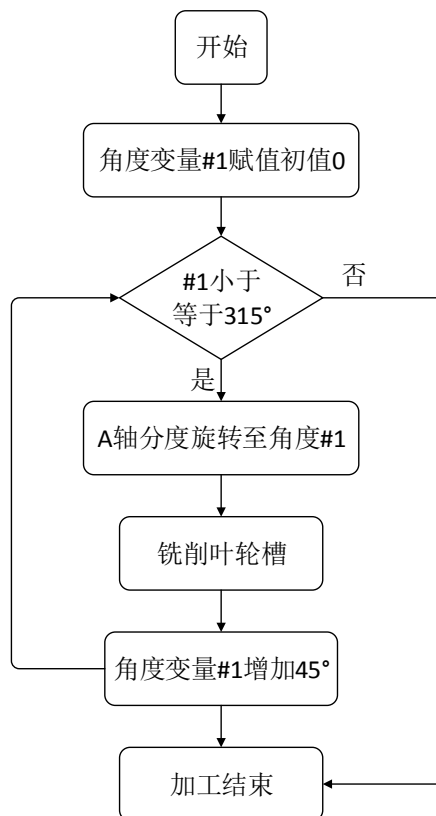 开始
角度变量#1赋值初值0
#1小于
等于315°
否
是
A轴分度旋转至角度#1
铣削叶轮槽
角度变量#1增加45°
加工结束